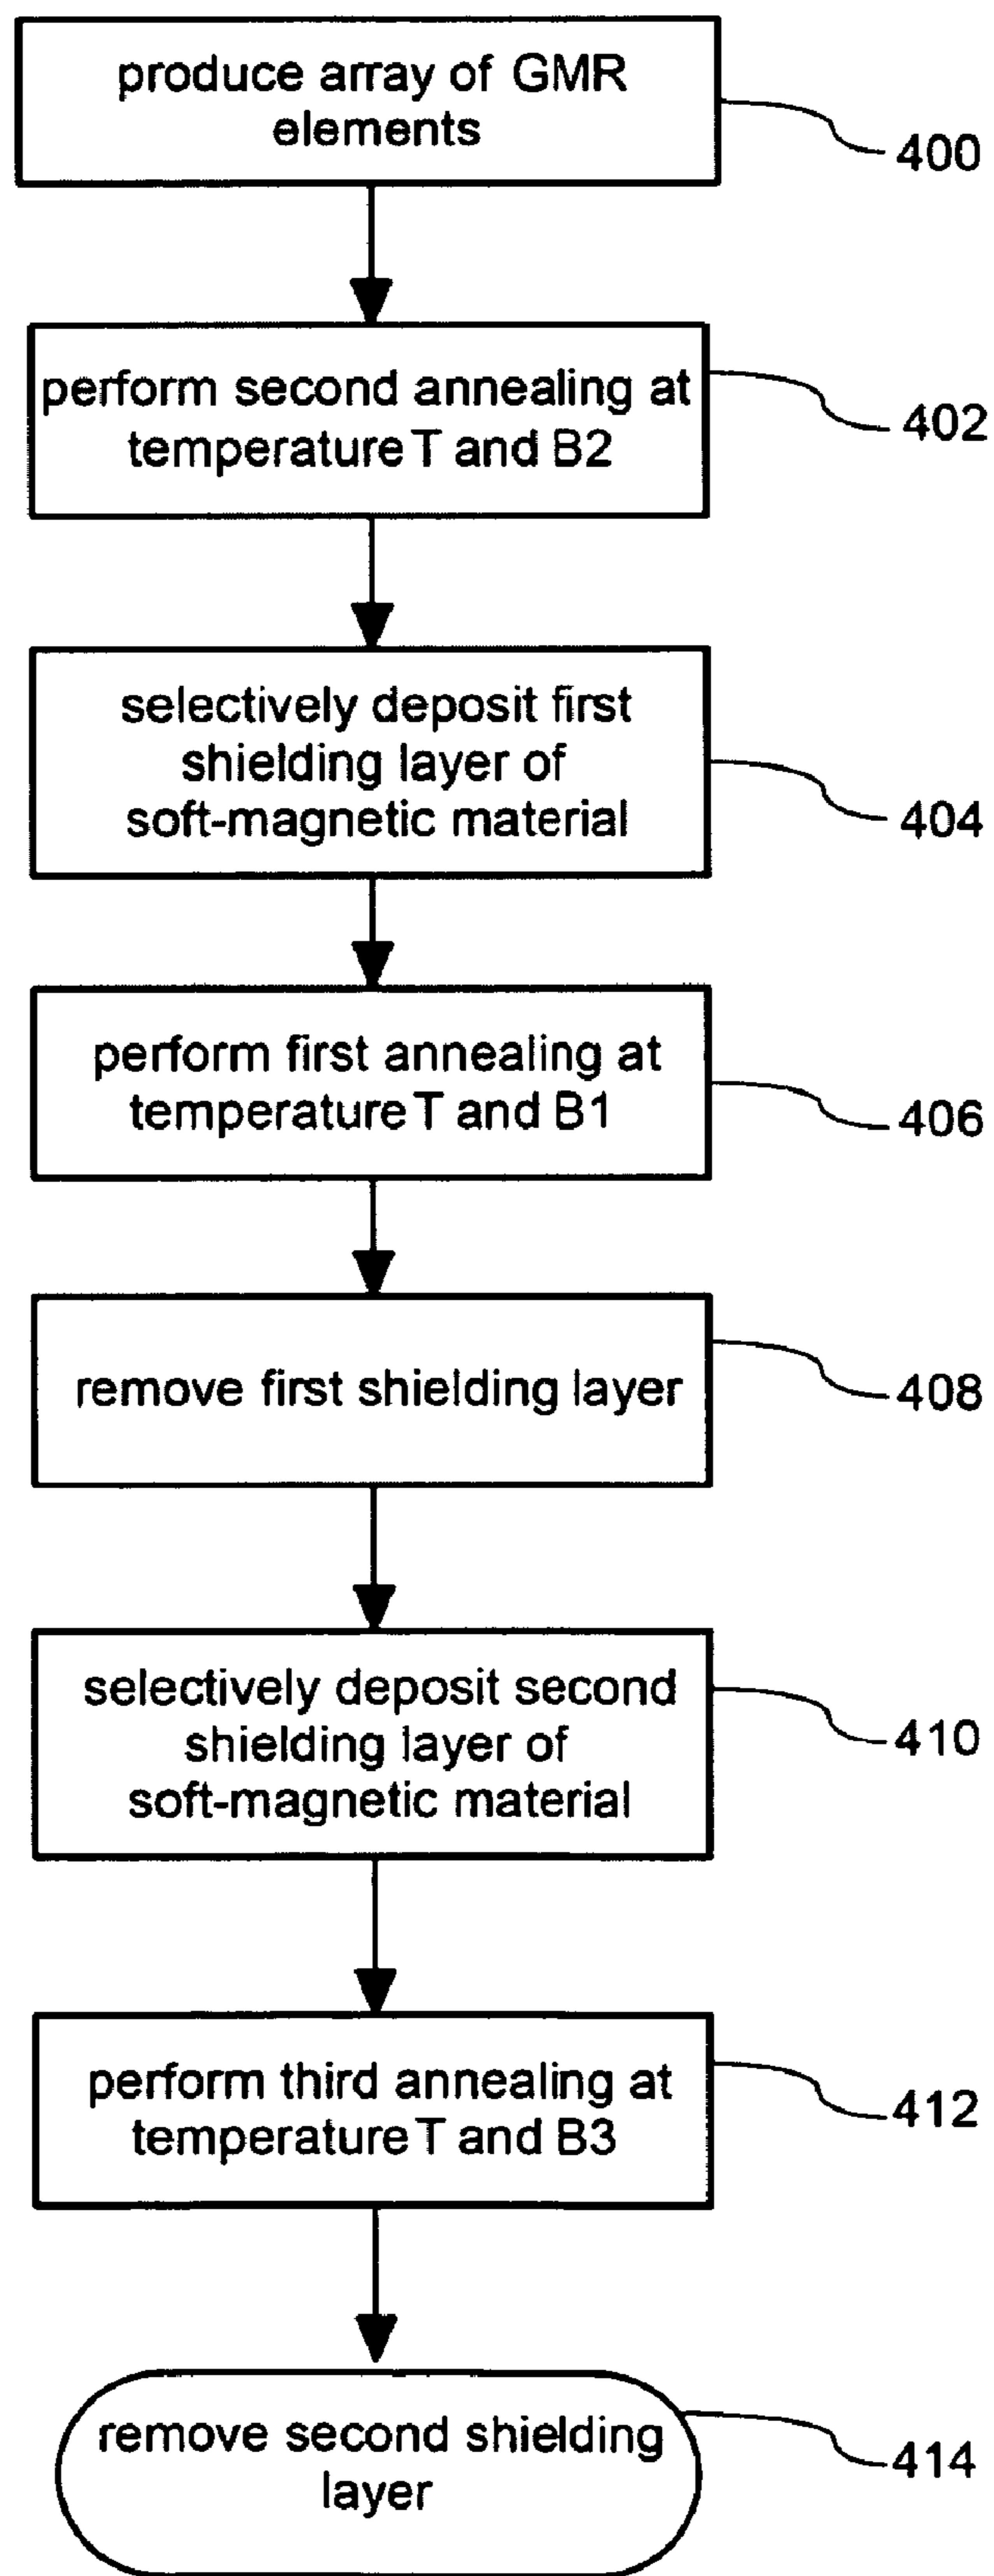 produce array of GMR
elements
400
perform second annealing at
temperature T and B2
402
selectively deposit first
shielding layer of
soft-magnetic material
404
perform first annealing at
temperature T and B1
406
remove first shielding layer
408
selectively deposit second
shielding layer of
soft-magnetic material
410
perform third annealing at
temperature T and B3
412
remove second shielding
layer
414